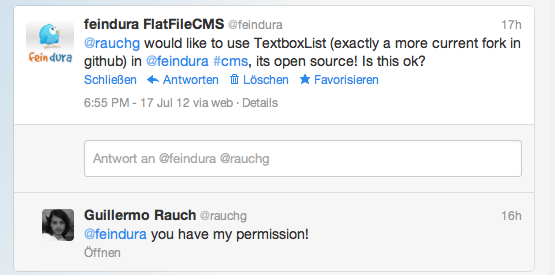 feindura FlatFileCMS @feindura 17h
@rauchg would like to use TextboxList (exactly a more current fork in
github) in @feindura #cms, its open source! Is this ok?
Schließen Antworten Löschen Favorisieren
6:55 PM - 17 Jul 12 via web · Details
feindura
Antwort an @feindura @rauchg
Guillermo Rauch @rauchg 16h
@feindura you have my permission!
Öffnen